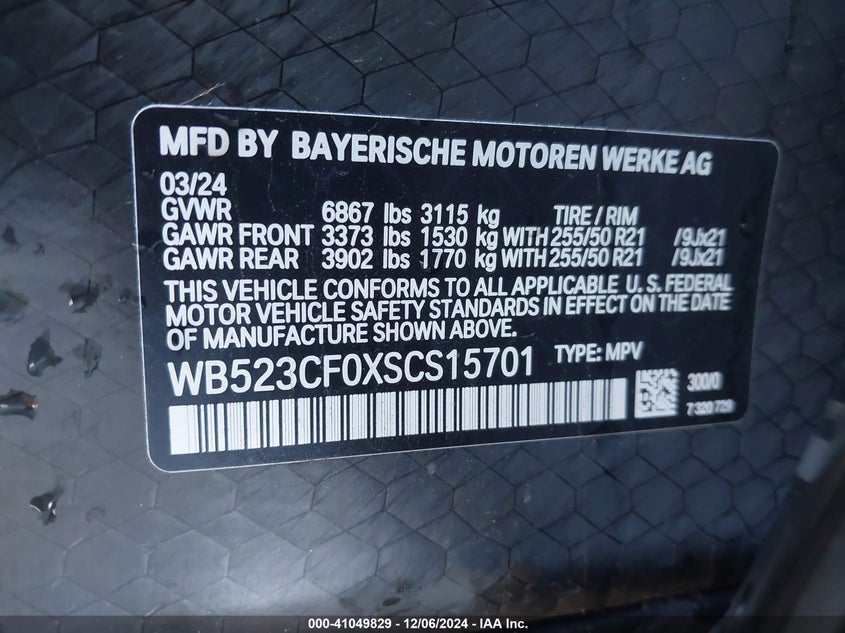 MFD BY BAYERISCHE MOTOREN WERKE AG
03/24
GVWR 6867 lbs 3115 kg TIRE / RIM
GAWR FRONT 3373 lbs 1530 kg WITH 255/50 R21 /9Jx21
GAWR REAR 3902 lbs 1770 kg WITH 255/50 R21 /9Jx21
THIS VEHICLE CONFORMS TO ALL APPLICABLE U. S. FEDERAL
MOTOR VEHICLE SAFETY STANDARDS IN EFFECT ON THE DATE
OF MANUFACTURE SHOWN ABOVE.
WB523CF0XSCS15701 TYPE: MPV
300/0
7 320 729
000-41049829 - 12/06/2024 - IAA Inc.